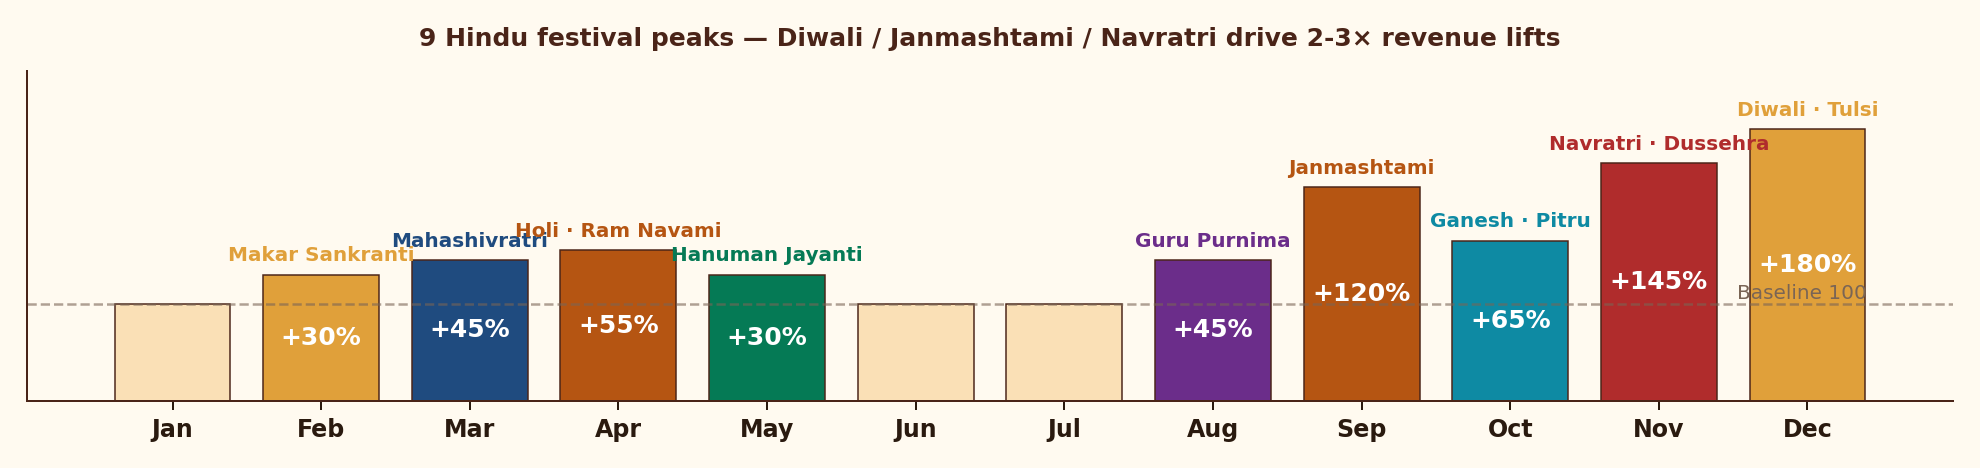 9 Hindu festival peaks — Diwali / Janmashtami / Navratri drive 2-3× revenue lifts
Diwali · Tulsi
Navratri · Dussehra
Janmashtami
Ganesh · Pitru
Holi · Ram Navami
Mahashivratri
Guru Purnima
Makar Sankranti
Hanuman Jayanti
+180%
+145%
+120%
Baseline 100
+65%
+55%
+45%
+45%
+30%
+30%
Jan Feb Mar Apr May Jun Jul Aug Sep Oct Nov Dec